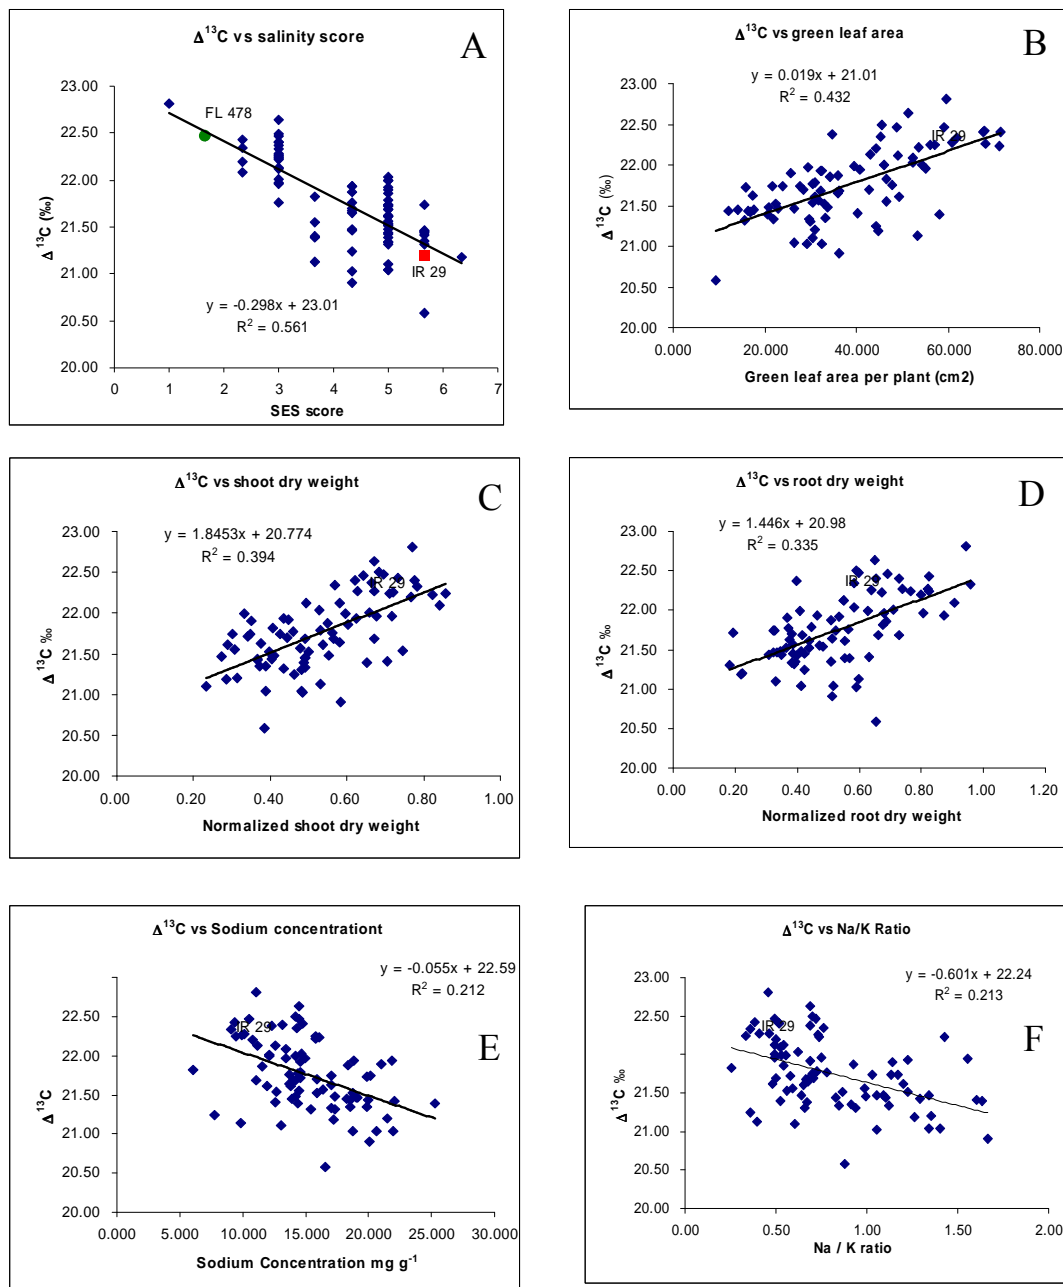 Δ¹³C vs salinity score
A
23.00
22.50
22.00
21.50
21.00
20.50
20.00
Δ ¹³C (‰)
FL 478
IR 29
y = -0.298x + 23.01
R² = 0.561
0 1 2 3 4 5 6 7
SES score
Δ¹³C vs green leaf area
B
y = 0.019x + 21.01
R² = 0.432
23.00
22.50
22.00
21.50
21.00
20.50
20.00
Δ ¹³C (‰)
IR 29
0.000 20.000 40.000 60.000 80.000
Green leaf area per plant (cm2)
Δ¹³C vs shoot dry weight
C
y = 1.8453x + 20.774
R² = 0.394
23.00
22.50
22.00
21.50
21.00
20.50
20.00
Δ ¹³C ‰
IR 29
0.00 0.20 0.40 0.60 0.80 1.00
Normalized shoot dry weight
Δ¹³C vs root dry weight
D
y = 1.446x + 20.98
R² = 0.335
23.00
22.50
22.00
21.50
21.00
20.50
20.00
Δ ¹³C ‰
IR 29
0.00 0.20 0.40 0.60 0.80 1.00 1.20
Normalized root dry weight
Δ¹³C vs Sodium concentrationt
y = -0.055x + 22.59
R² = 0.212
E
23.00
22.50
22.00
21.50
21.00
20.50
20.00
Δ ¹³C
IR 29
0.000 5.000 10.000 15.000 20.000 25.000 30.000
Sodium Concentration mg g⁻¹
Δ¹³C vs Na/K Ratio
y = -0.601x + 22.24
R² = 0.213
F
23.00
22.50
22.00
21.50
21.00
20.50
20.00
Δ ¹³C ‰
IR 29
0.00 0.50 1.00 1.50 2.00
Na / K ratio